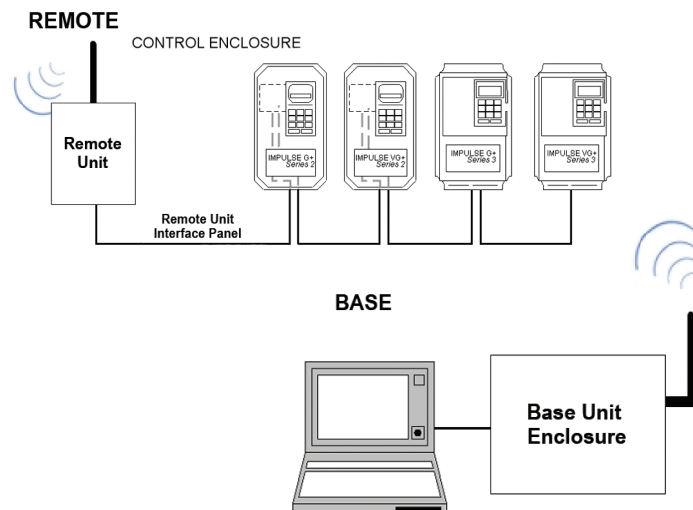 REMOTE
CONTROL ENCLOSURE
Remote
Unit
IMPULSE G+
Series 2
IMPULSE VG+
Series 2
IMPULSE G+
Series 3
IMPULSE VG+
Series 3
Remote Unit
Interface Panel
BASE
Base Unit
Enclosure